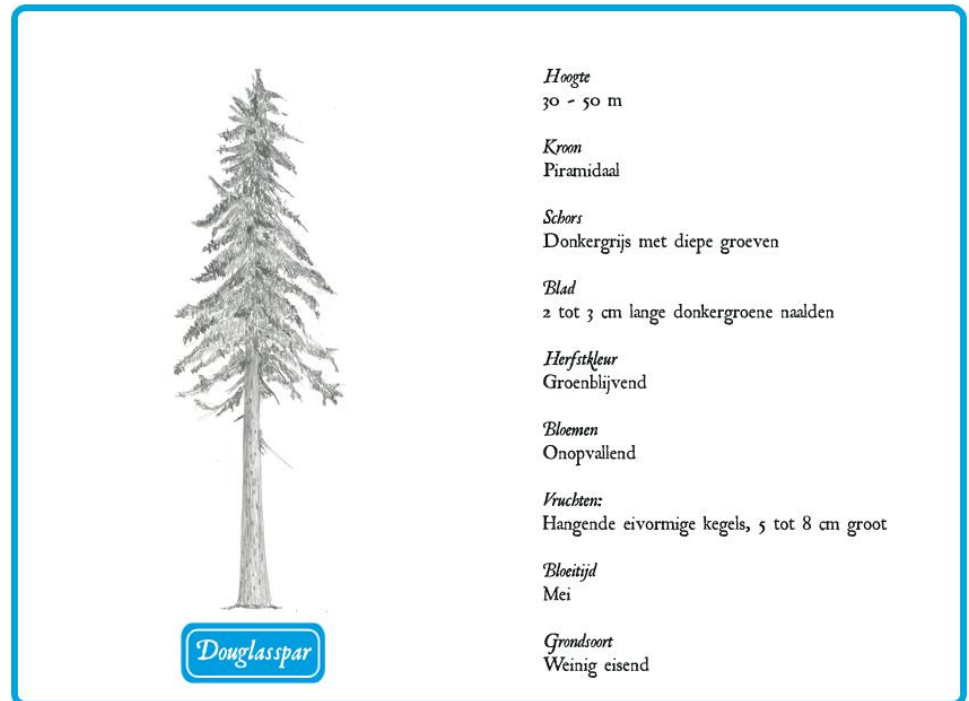 Hoogte
30 - 50 m
Kroon
Piramidaal
Schors
Donkergrijs met diepe groeven
Blad
2 tot 3 cm lange donkergroene naalden
Herfstkleur
Groenblijvend
Bloemen
Onopvallend
Vruchten:
Hangende eivormige kegels, 5 tot 8 cm groot
Bloeitijd
Mei
Grondsoort
Weinig eisend
Douglasspar